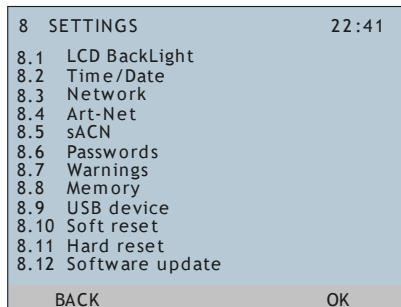 8 SETTINGS 22:41
8.1 LCD BackLight
8.2 Time/Date
8.3 Network
8.4 Art-Net
8.5 sACN
8.6 Passwords
8.7 Warnings
8.8 Memory
8.9 USB device
8.10 Soft reset
8.11 Hard reset
8.12 Software update
BACK OK